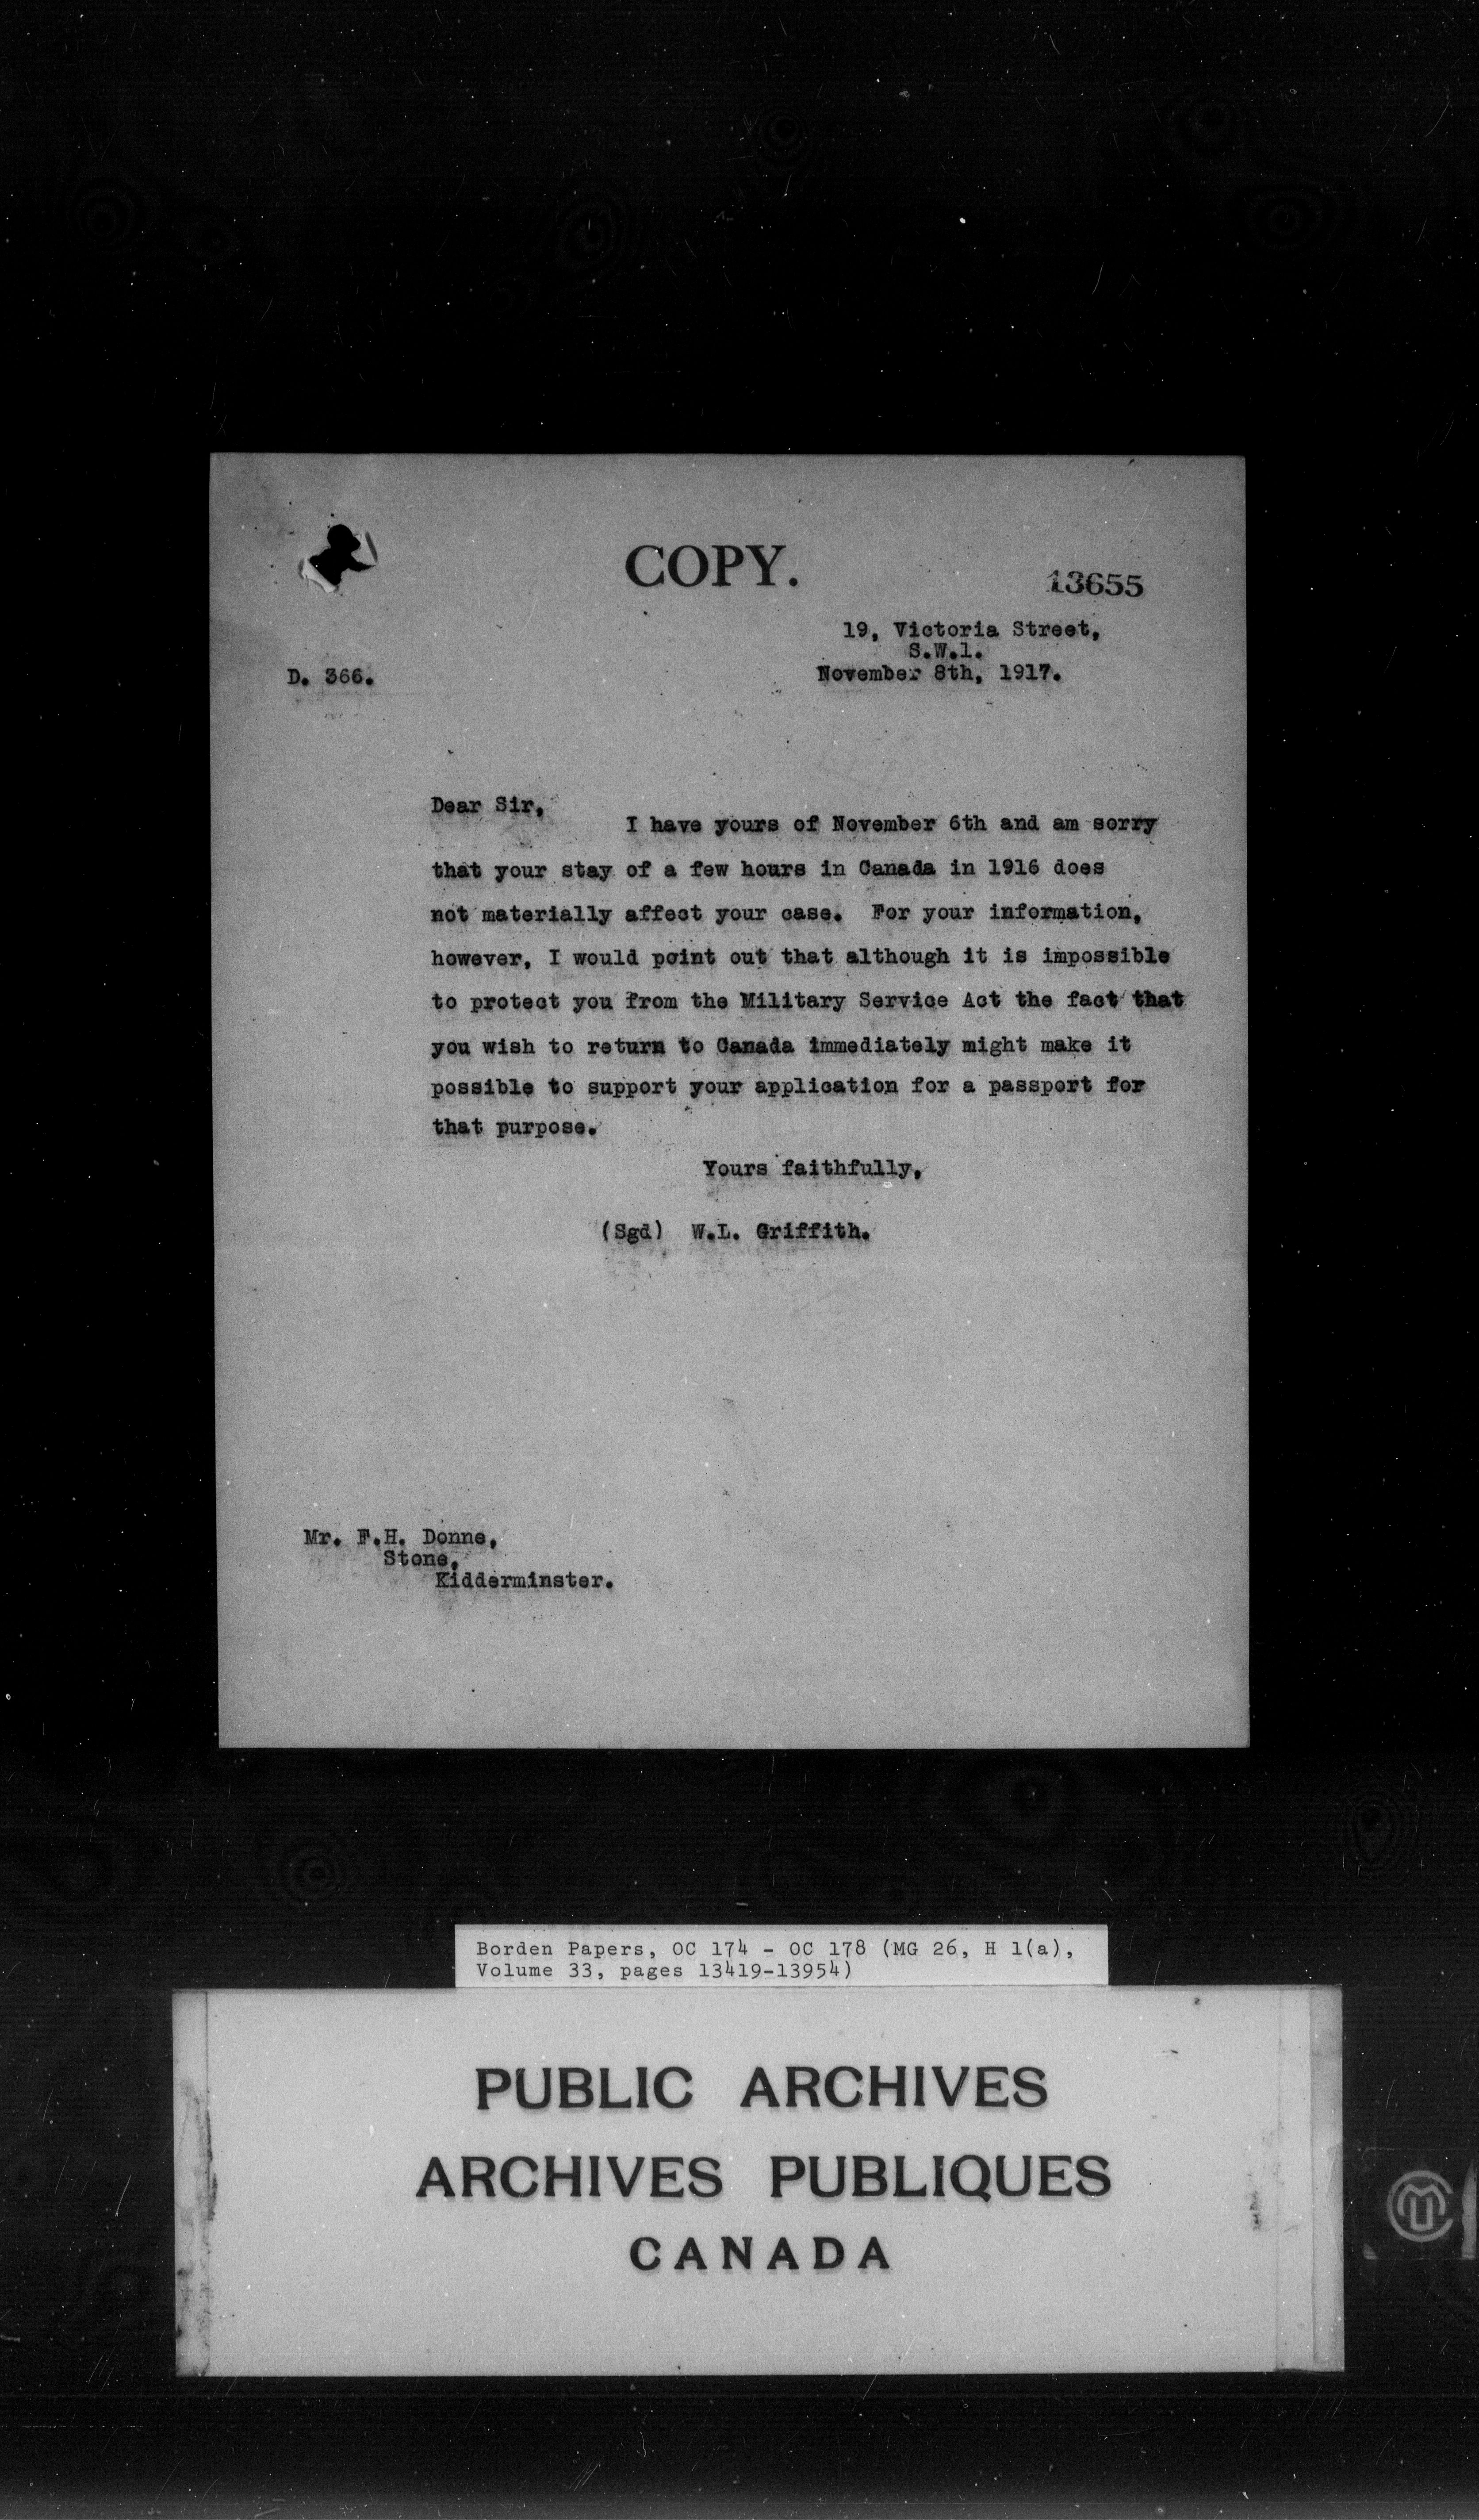 COPY.
13655
19, Victoria Street,
S.W.1.
D. 366.
November 8th, 1917.
Dear Sir,
I have yours of November 6th and am sorry
that your stay of a few hours in Canada in 1916 does
not materially affect your case. For your information,
however, I would point out that although it is impossible
to protect you from the Military Service Act the fact that
you wish to return to Canada immediately might make it
possible to support your application for a passport for
that purpose.
Yours faithfully,
(Sgd) W.L. Griffith.
Mr. F.H. Donne,
Stone,
Kidderminster.
Borden Papers, OC 174 - OC 178 (MG 26, H 1(a),
Volume 33, pages 13419-13954)
PUBLIC ARCHIVES
ARCHIVES PUBLIQUES
CANADA